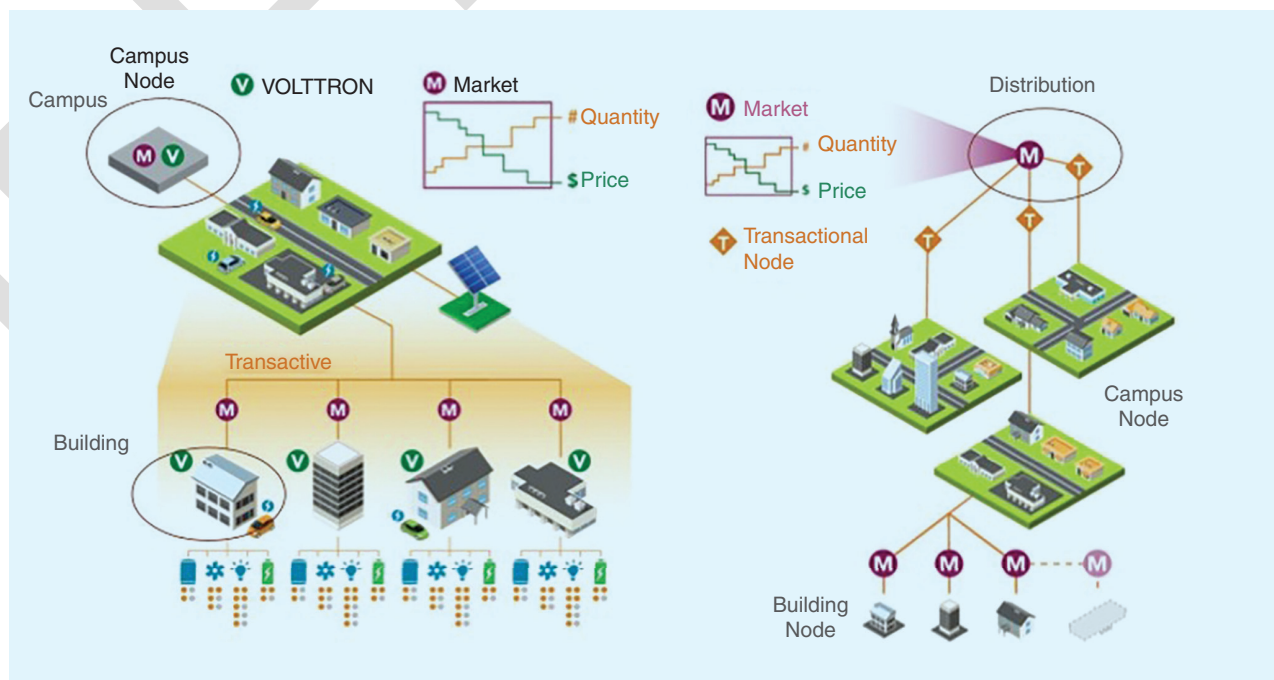 Campus
Node
Campus
V VOLTTRON
M Market
# Quantity
$ Price
M V
Transactive
M M M M
Building
V V V V
Distribution
M Market
# Quantity
$ Price
T Transactional
Node
M
T
T
T
Campus
Node
M M M M
Building
Node